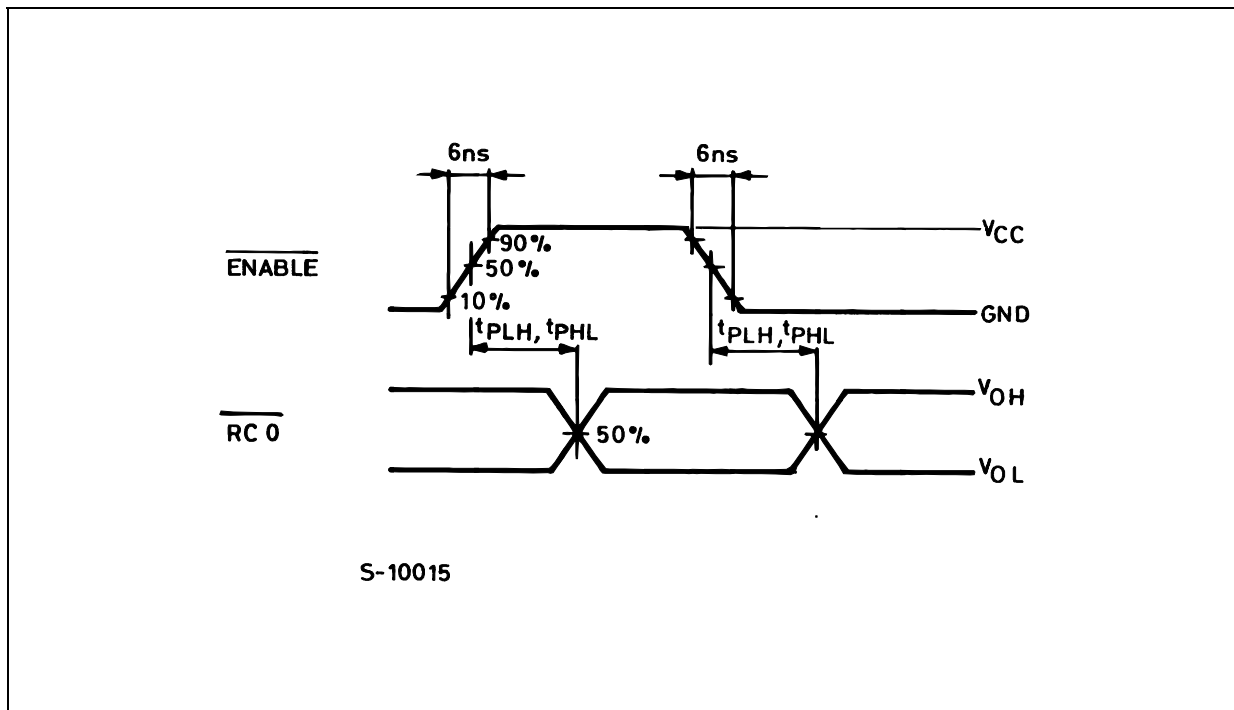 6ns 6ns
VCC
90%
ENABLE 50%
10%
GND
tPLH, tPHL tPLH, tPHL
VOH
RC 0 50%
VOL
S-10015